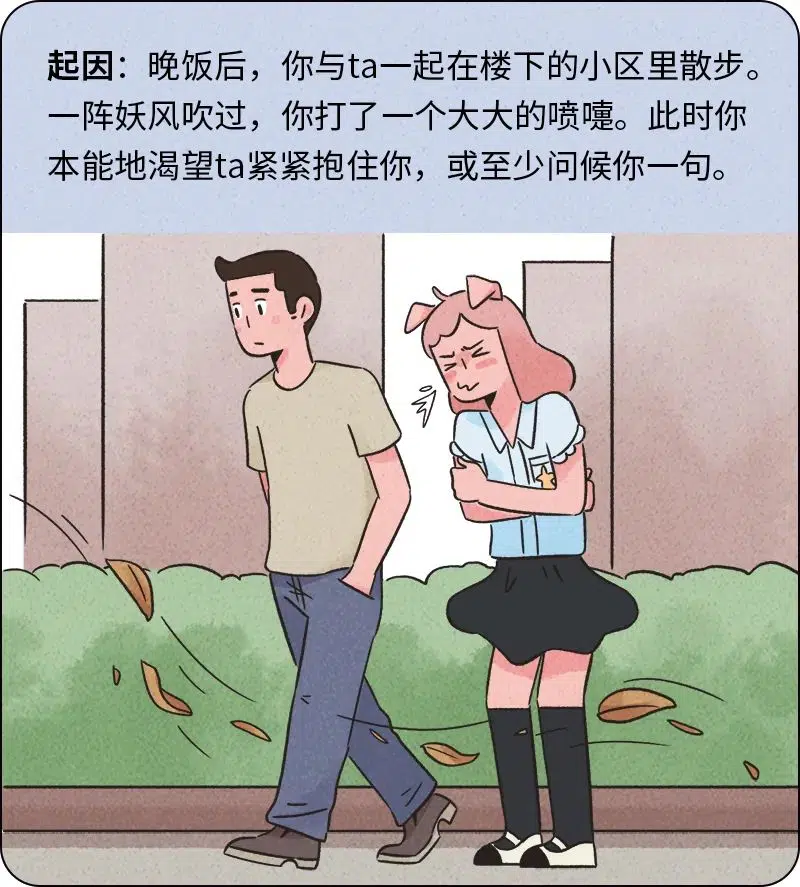 起因：晚饭后，你与ta一起在楼下的小区里散步。
一阵妖风吹过，你打了一个大大的喷嚏。此时你
本能地渴望ta紧紧抱住你，或至少问候你一句。